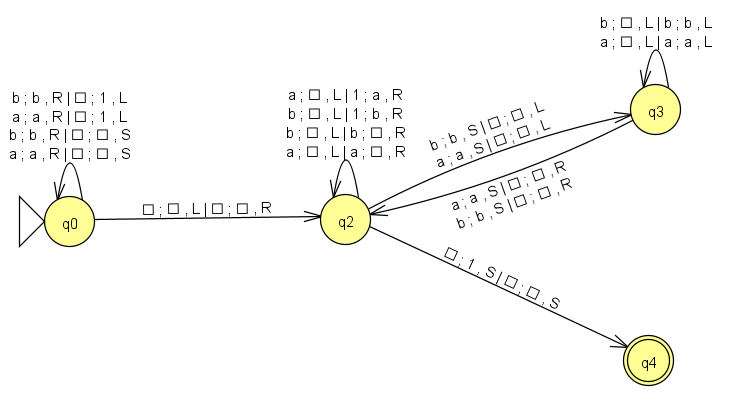 b ; □ , L | b ; b , L
a ; □ , L | a ; a , L
b ; b , R | □ ; 1 , L
a ; a , R | □ ; 1 , L
b ; b , R | □ ; □ , S
a ; a , R | □ ; □ , S
a ; □ , L | 1 ; a , R
b ; □ , L | 1 ; b , R
b ; □ , L | b ; □ , R
a ; □ , L | a ; □ , R
b ; b , S | □ ; □ , L
a ; a , S | □ ; □ , L
q3
a ; a , S | □ ; □ , R
b ; b , S | □ ; □ , R
□ ; □ , L | □ ; □ , R
q0
q2
□ ; 1 , S | □ ; □ , S
q4